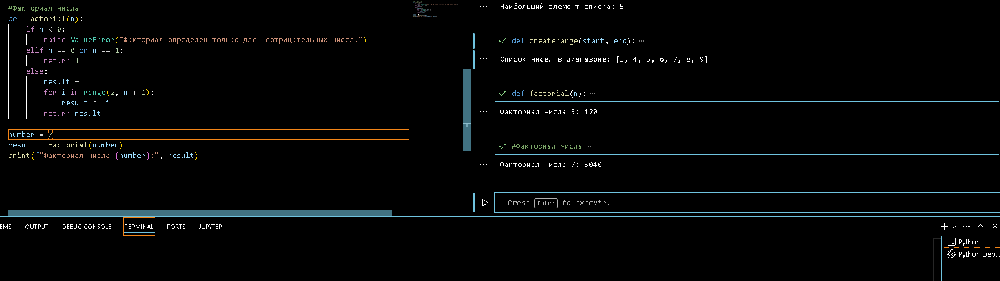 #Факториал числа
def factorial(n):
    if n < 0:
        raise ValueError("Факториал определен только для неотрицательных чисел.")
    elif n == 0 or n == 1:
        return 1
    else:
        result = 1
        for i in range(2, n + 1):
            result *= i
        return result

number = 7
result = factorial(number)
print(f"Факториал числа {number}:", result)
... Наибольший элемент списка: 5
✓ def createrange(start, end): ...
... Список чисел в диапазоне: [3, 4, 5, 6, 7, 8, 9]
✓ def factorial(n): ...
... Факториал числа 5: 120
✓ #Факториал числа ...
... Факториал числа 7: 5040
Press Enter to execute.
EMS OUTPUT DEBUG CONSOLE TERMINAL PORTS JUPYTER
Python
Python Deb...